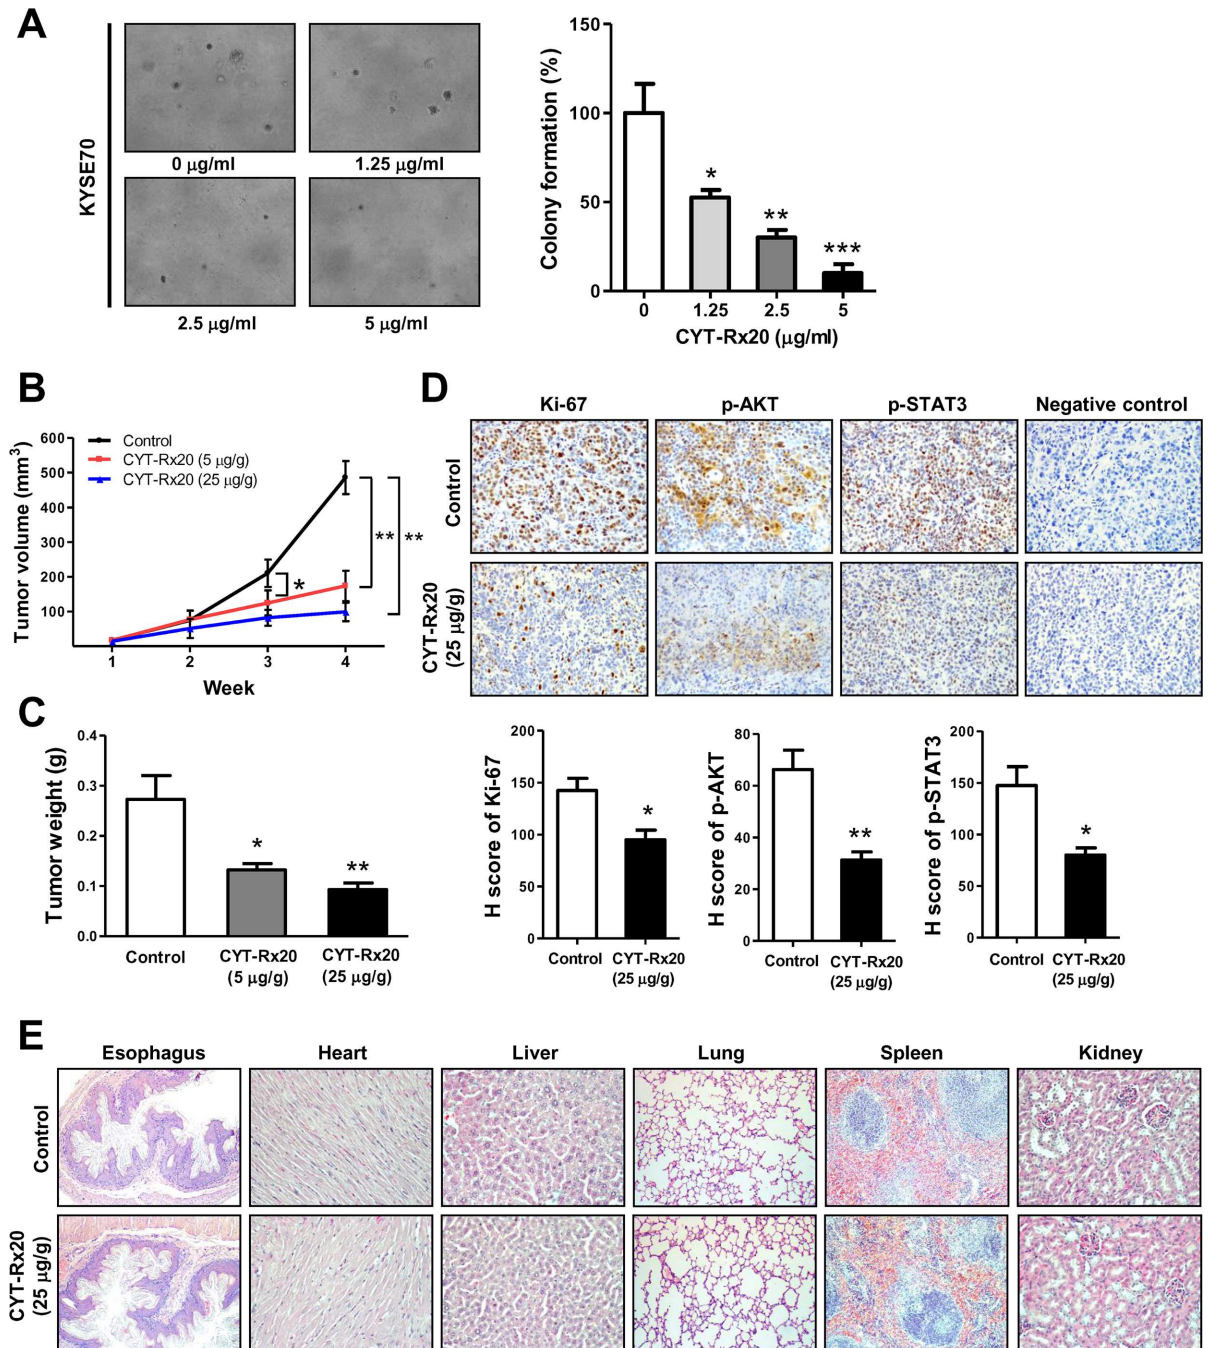 A
KYSE70
0 µg/ml
1.25 µg/ml
2.5 µg/ml
5 µg/ml
Colony formation (%)
150
100
50
0
*
**
***
0 1.25 2.5 5
CYT-Rx20 (µg/ml)
B
Tumor volume (mm³)
600
500
400
300
200
100
Control
CYT-Rx20 (5 µg/g)
CYT-Rx20 (25 µg/g)
*
** **
1 2 3 4
Week
C
Tumor weight (g)
0.4
0.3
0.2
0.1
0.0
*
**
Control
CYT-Rx20
(5 µg/g)
CYT-Rx20
(25 µg/g)
D
Ki-67 p-AKT p-STAT3 Negative control
Control
CYT-Rx20
(25 µg/g)
H score of Ki-67
200
150
100
50
0
*
Control CYT-Rx20
(25 µg/g)
H score of p-AKT
80
60
40
20
0
**
Control CYT-Rx20
(25 µg/g)
H score of p-STAT3
200
150
100
50
0
*
Control CYT-Rx20
(25 µg/g)
E
Esophagus Heart Liver Lung Spleen Kidney
Control
CYT-Rx20
(25 µg/g)